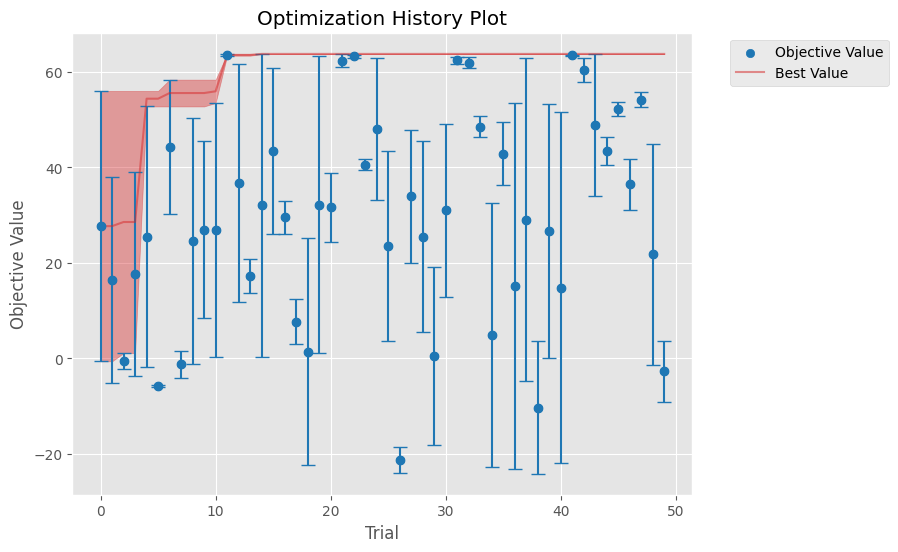 Optimization History Plot
Objective Value
Best Value
Objective Value
60
40
20
0
−20
0 10 20 30 40 50
Trial